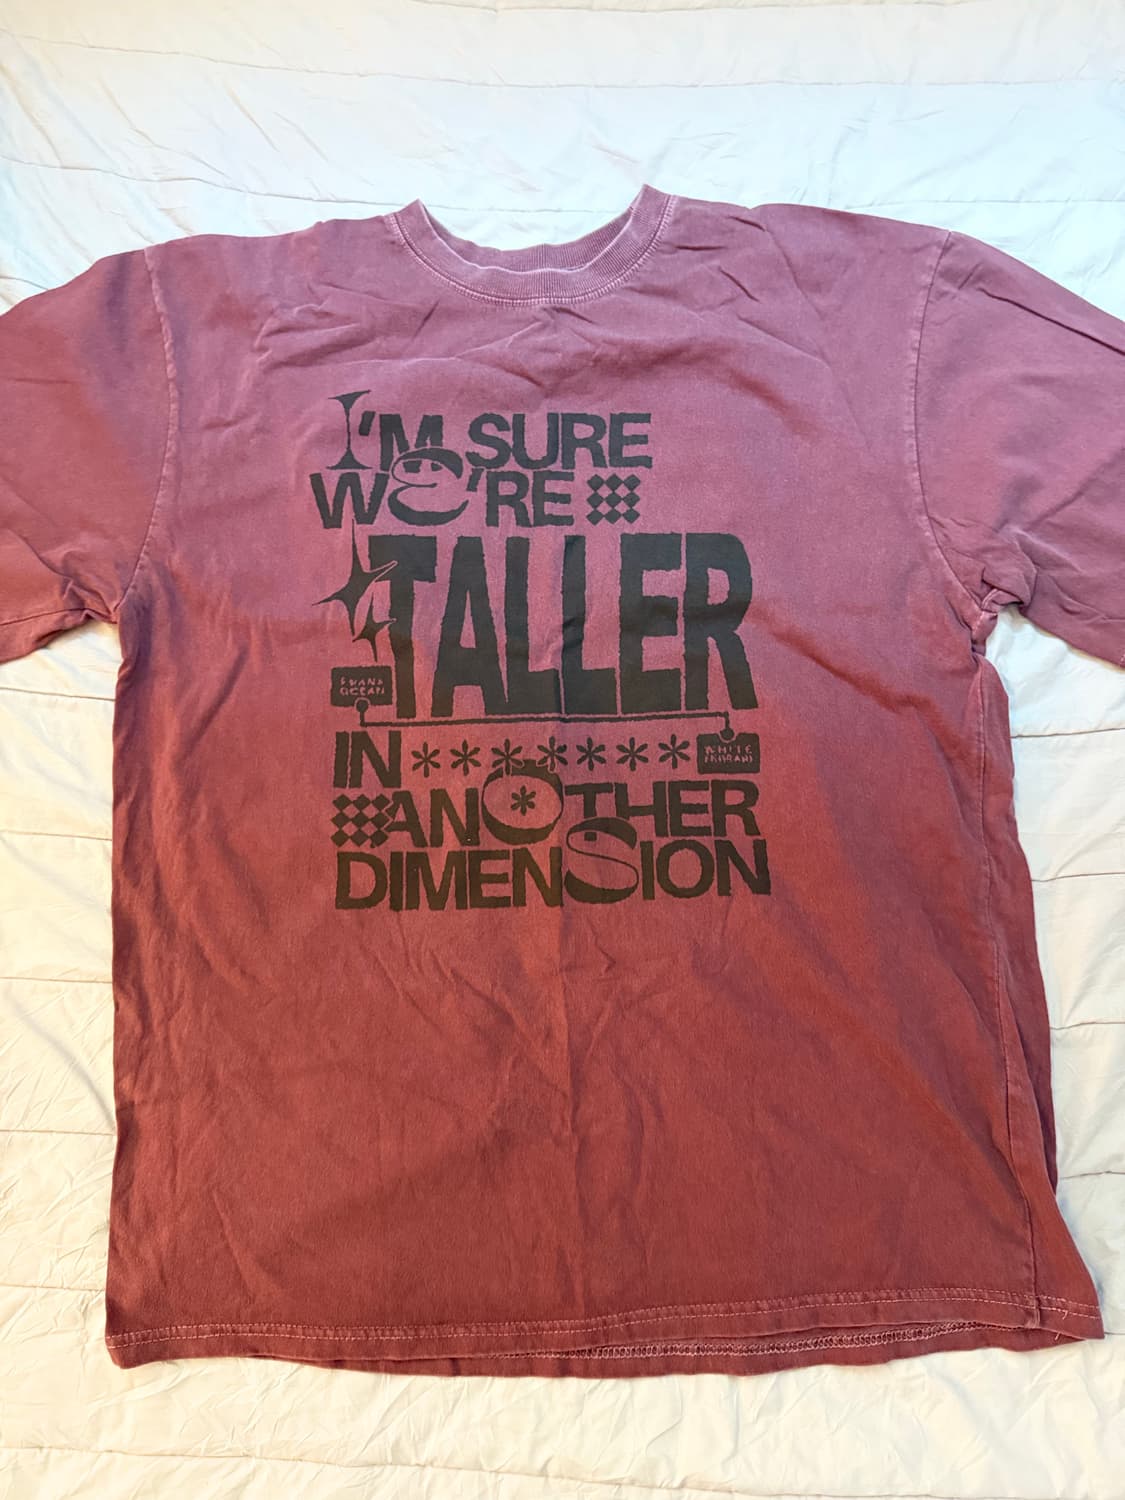 I'M SURE
WE'RE
TALLER
FRANK
OCEAN
IN *******
WHITE
FERRARI
ANOTHER
DIMENSION